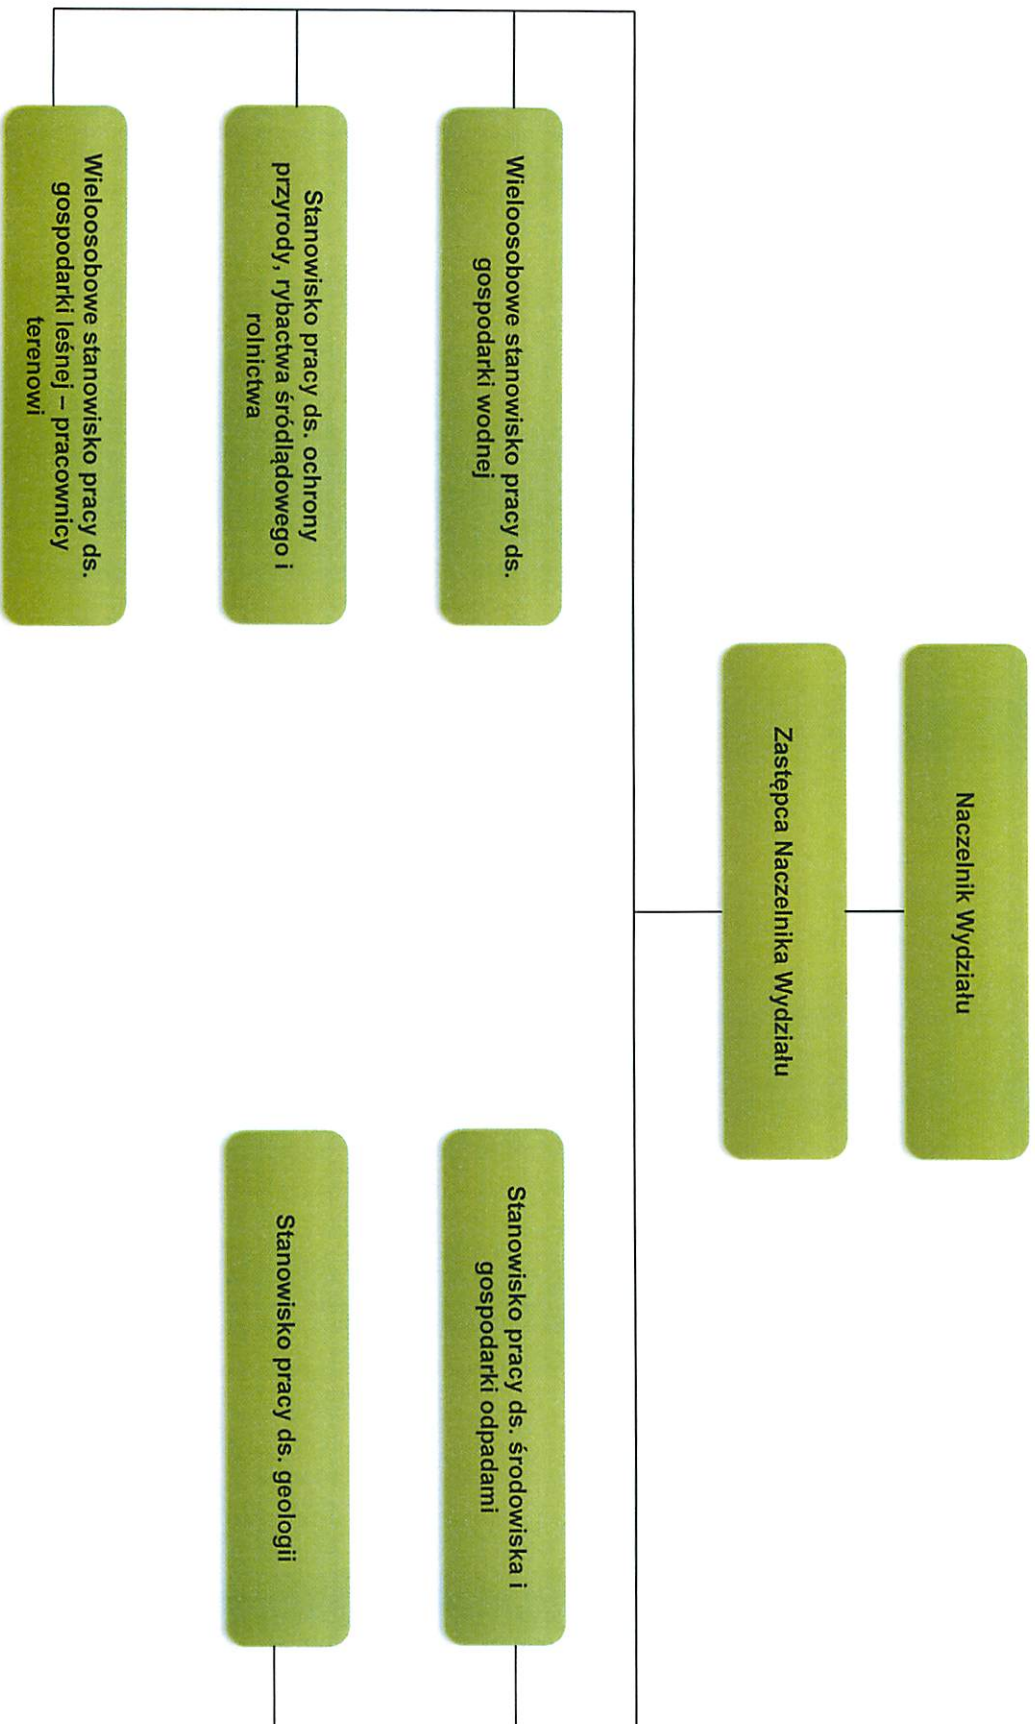 Naczelnik Wydziału
Zastępca Naczelnika Wydziału
Wieloosobowe stanowisko pracy ds.
gospodarki wodnej
Stanowisko pracy ds. środowiska i
gospodarki odpadami
Stanowisko pracy ds. ochrony
przyrody, rybactwa śródlądowego i
rolnictwa
Stanowisko pracy ds. geologii
Wieloosobowe stanowisko pracy ds.
gospodarki leśnej – pracownicy
terenowi